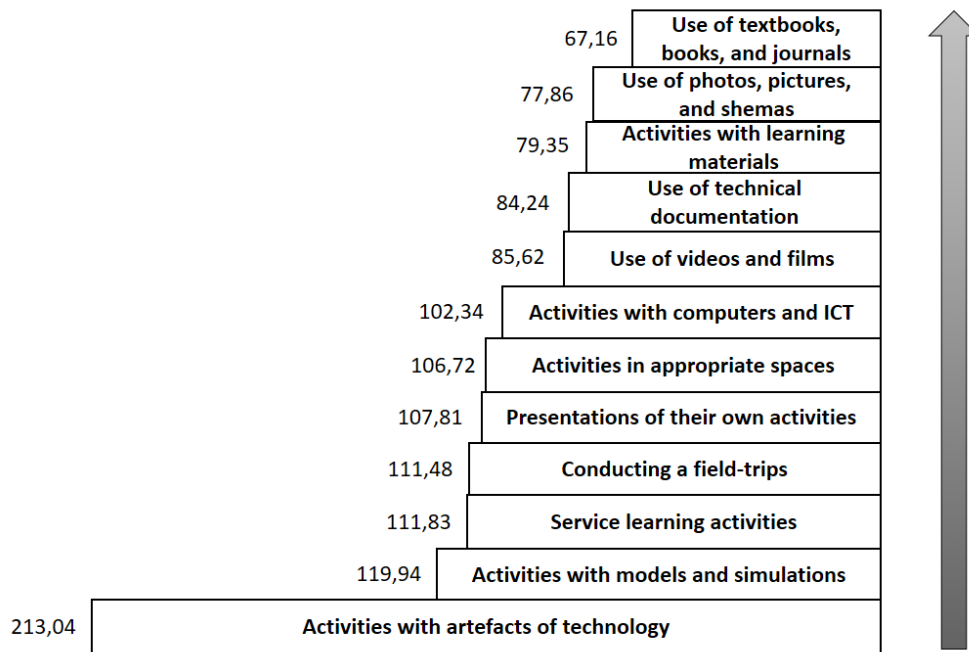 67,16 Use of textbooks,
books, and journals
77,86 Use of photos, pictures,
and shemas
79,35 Activities with learning
materials
84,24 Use of technical
documentation
85,62 Use of videos and films
102,34 Activities with computers and ICT
106,72 Activities in appropriate spaces
107,81 Presentations of their own activities
111,48 Conducting a field-trips
111,83 Service learning activities
119,94 Activities with models and simulations
213,04 Activities with artefacts of technology